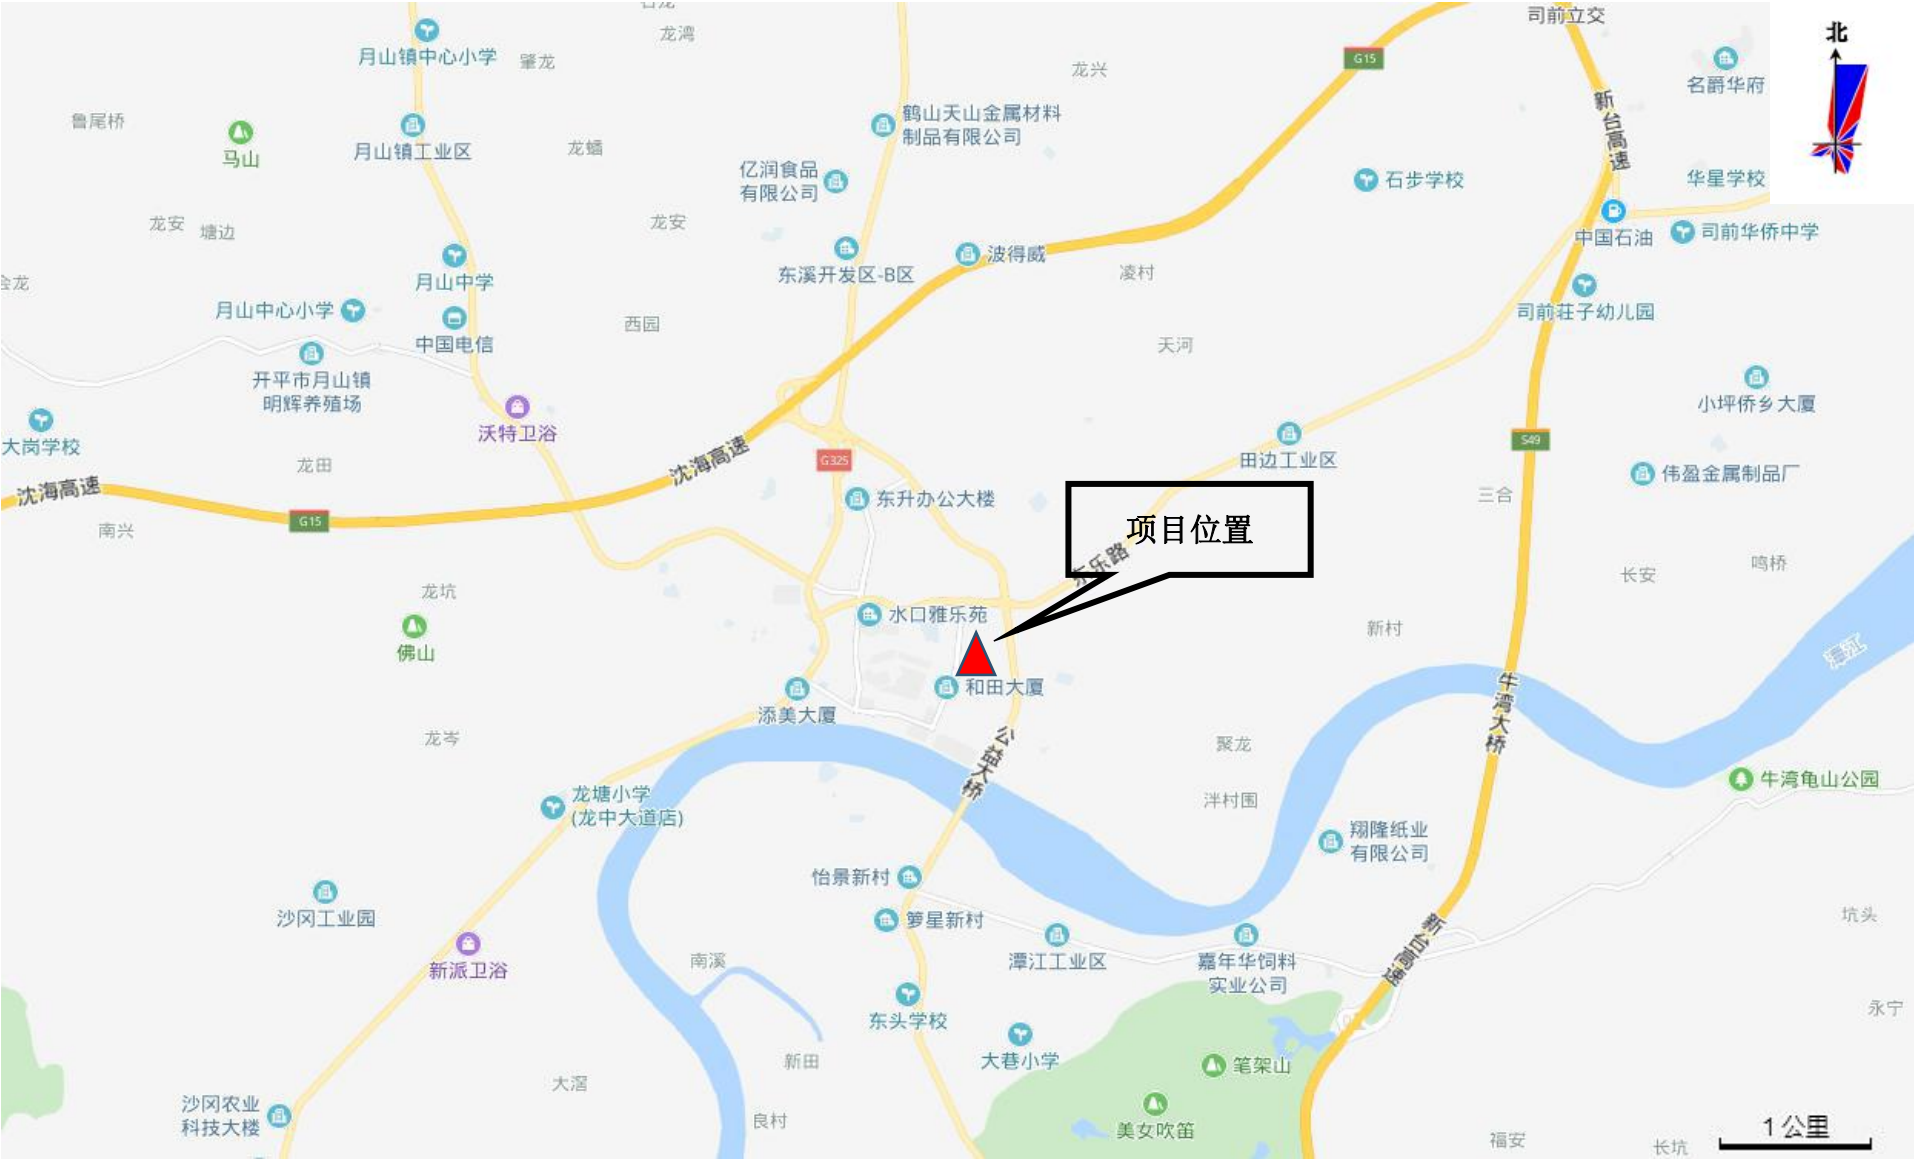 石龙
龙湾
司前立交
北
月山镇中心小学
肇龙
龙兴
G15
名爵华府
新台高速
鲁尾桥
马山
月山镇工业区
龙蟠
鹤山天山金属材料
制品有限公司
亿润食品
有限公司
石步学校
华星学校
龙安
塘边
龙安
中国石油
司前华侨中学
月山中学
东溪开发区-B区
波得威
凌村
会龙
月山中心小学
中国电信
西园
天河
司前荘子幼儿园
开平市月山镇
明辉养殖场
沃特卫浴
小坪侨乡大厦
大岗学校
龙田
沈海高速
G325
田边工业区
S49
伟盈金属制品厂
沈海高速
G15
南兴
东升办公大楼
三合
项目位置
东乐路
长安
鸣桥
龙坑
水口雅乐苑
新村
佛山
潭江
和田大厦
添美大厦
牛湾大桥
龙岑
公益大桥
聚龙
牛湾龟山公园
龙塘小学
(龙中大道店)
泮村围
翔隆纸业
有限公司
怡景新村
沙冈工业园
箩星新村
坑头
新派卫浴
南溪
潭江工业区
嘉年华饲料
实业公司
新台高速
东头学校
永宁
大巷小学
新田
笔架山
大滘
沙冈农业
科技大楼
良村
美女吹笛
福安
长坑
1公里